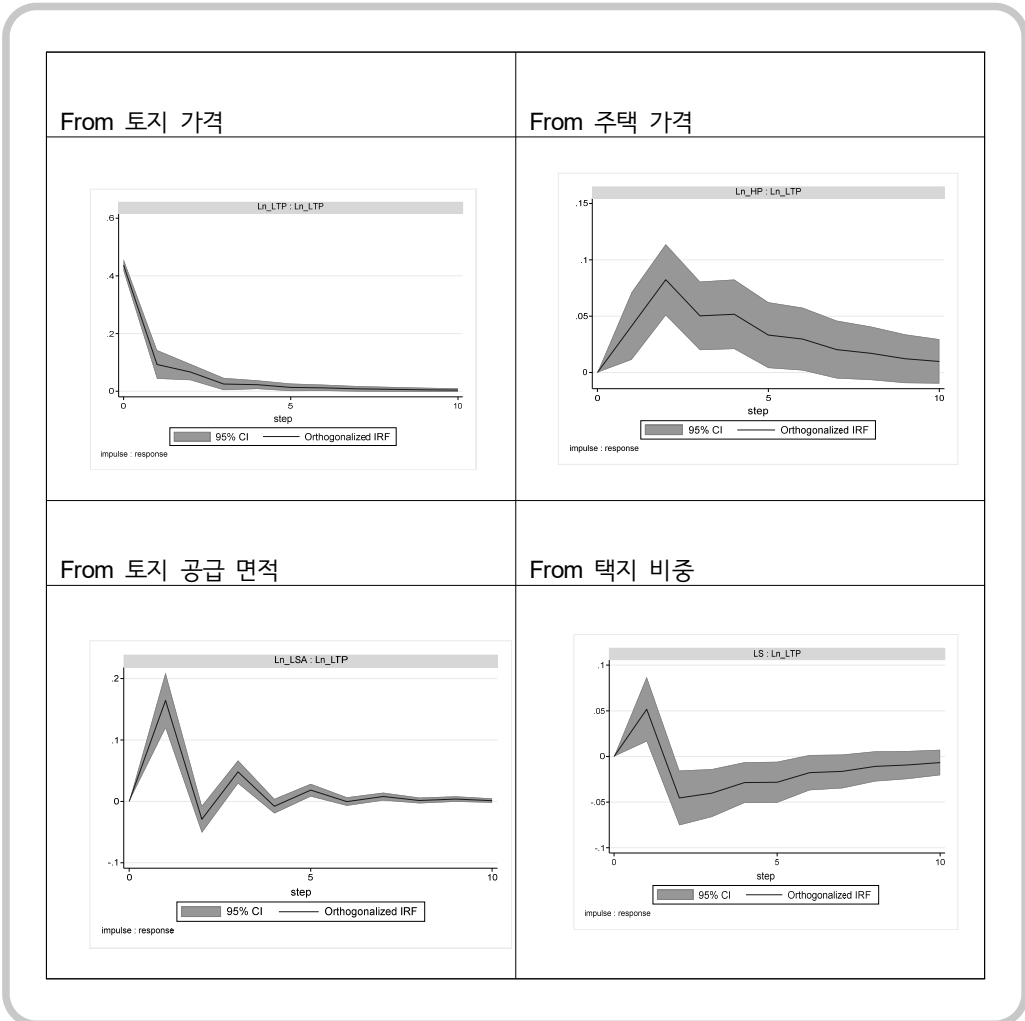 From 토지 가격
From 주택 가격
Ln_LTP : Ln_LTP
.6
.4
.2
0
0
5
10
step
95% CI
Orthogonalized IRF
impulse : response
Ln_HP : Ln_LTP
.15
.1
.05
0
0
5
10
step
95% CI
Orthogonalized IRF
impulse : response
From 토지 공급 면적
From 택지 비중
Ln_LSA : Ln_LTP
.2
.1
0
-.1
0
5
10
step
95% CI
Orthogonalized IRF
impulse : response
LS : Ln_LTP
.1
.05
0
-.05
-.1
0
5
10
step
95% CI
Orthogonalized IRF
impulse : response